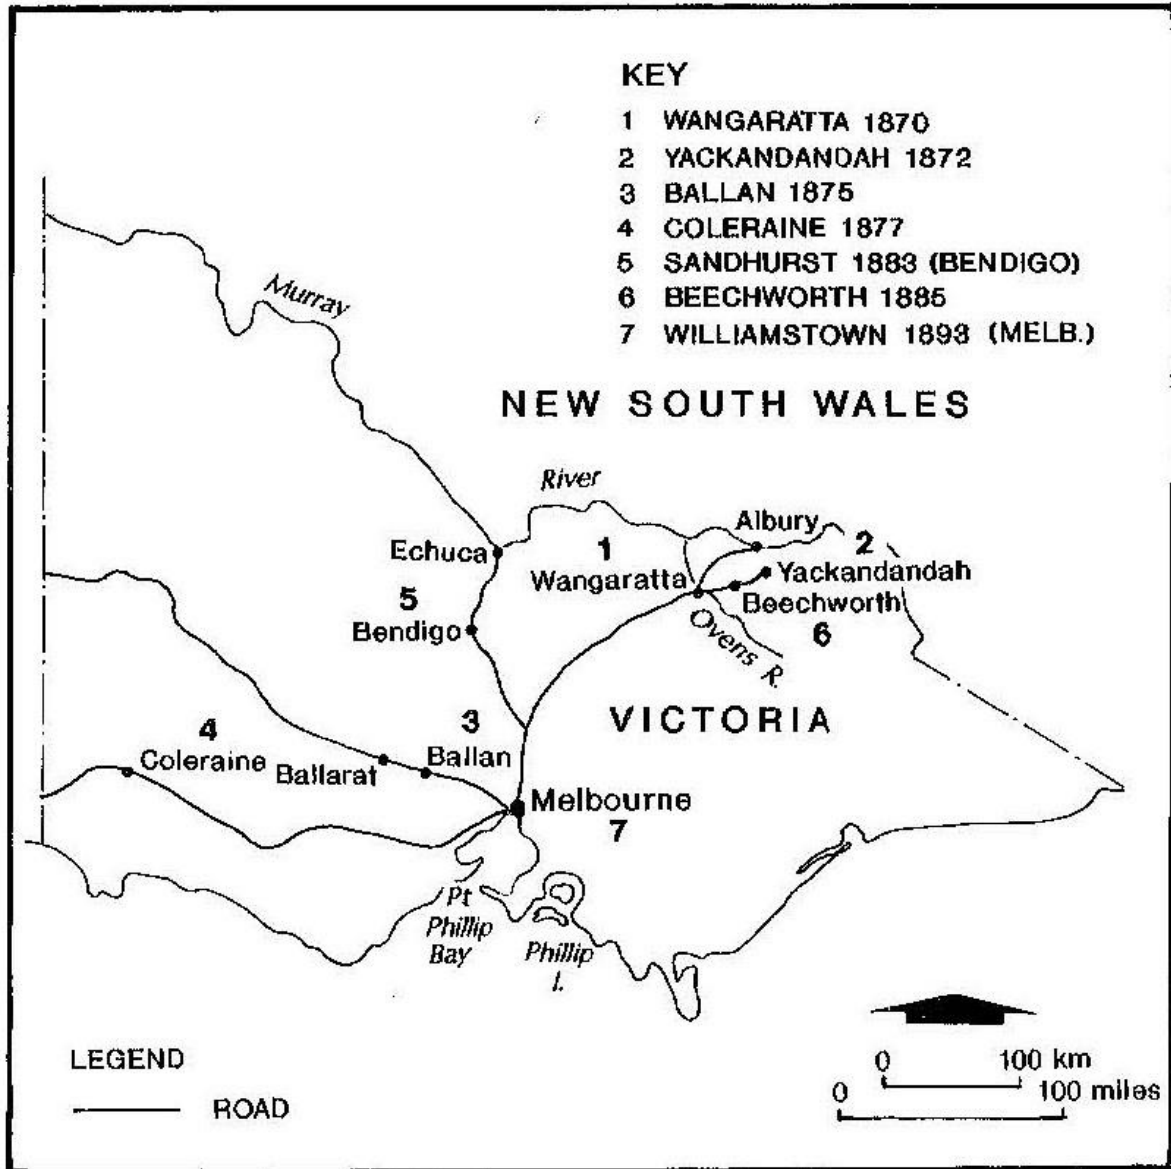 KEY
1 WANGARATTA 1870
2 YACKANDANDAH 1872
3 BALLAN 1875
4 COLERAINE 1877
5 SANDHURST 1883 (BENDIGO)
6 BEECHWORTH 1885
7 WILLIAMSTOWN 1893 (MELB.)
NEW SOUTH WALES
Murray
River
Albury
Echuca
1
2
Wangaratta
Yackandandah
Beechworth
5
Bendigo
6
Ovens R.
VICTORIA
4
3
Coleraine
Ballarat
Ballan
Melbourne
7
Pt
Phillip
Bay
Phillip
I.
LEGEND
ROAD
0 100 km
0 100 miles